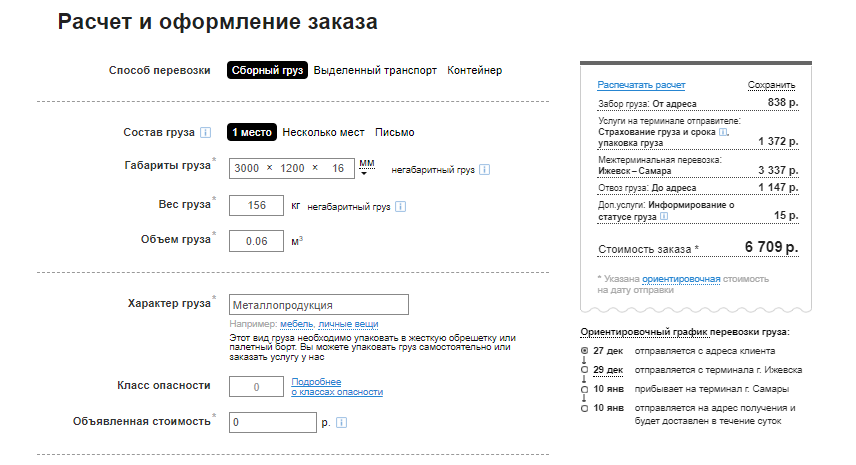 Расчет и оформление заказа
Способ перевозки Сборный груз Выделенный транспорт Контейнер
Состав груза i 1 место Несколько мест Письмо
Габариты груза* 3000 × 1200 × 16 мм негабаритный груз i
Вес груза* 156 кг негабаритный груз i
Объем груза* 0.06 м³
Характер груза* Металлопродукция
Например: мебель, личные вещи
Этот вид груза необходимо упаковать в жесткую обрешетку или
палетный борт. Вы можете упаковать груз самостоятельно или
заказать услугу у нас
Класс опасности 0 Подробнее
о классах опасности
Объявленная стоимость* 0 р. i
Распечатать расчет Сохранить
Забор груза: От адреса 838 р.
Услуги на терминале отправителе:
Страхование груза и срока i,
упаковка груза 1 372 р.
Межтерминальная перевозка:
Ижевск – Самара 3 337 р.
Отвоз груза: До адреса 1 147 р.
Доп.услуги: Информирование о
статусе груза i 15 р.
Стоимость заказа * 6 709 р.
* Указана ориентировочная стоимость
на дату отправки
Ориентировочный график перевозки груза:
27 дек отправляется с адреса клиента
29 дек отправляется с терминала г. Ижевска
10 янв прибывает на терминал г. Самары
10 янв отправляется на адрес получения и
будет доставлен в течение суток